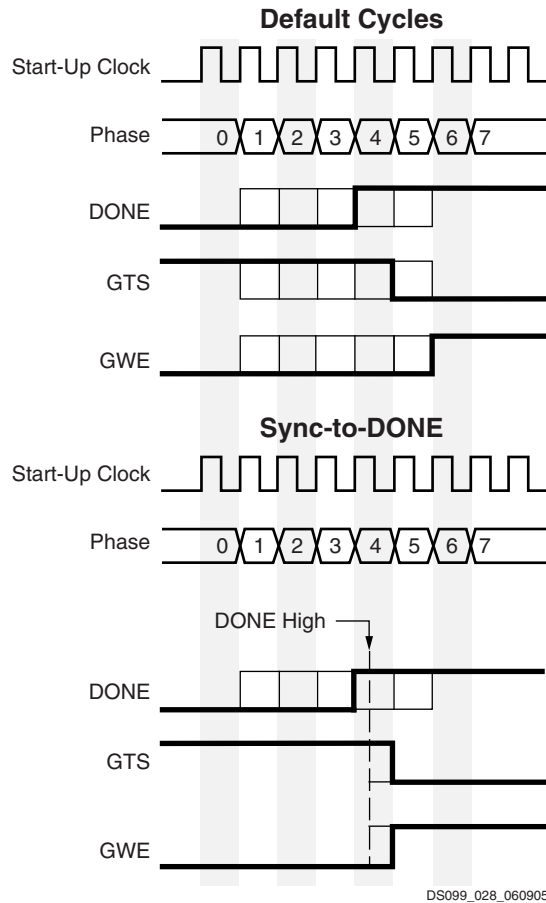 Default Cycles
Start-Up Clock
Phase 0 1 2 3 4 5 6 7
DONE
GTS
GWE
Sync-to-DONE
Start-Up Clock
Phase 0 1 2 3 4 5 6 7
DONE High
DONE
GTS
GWE
DS099_028_060905